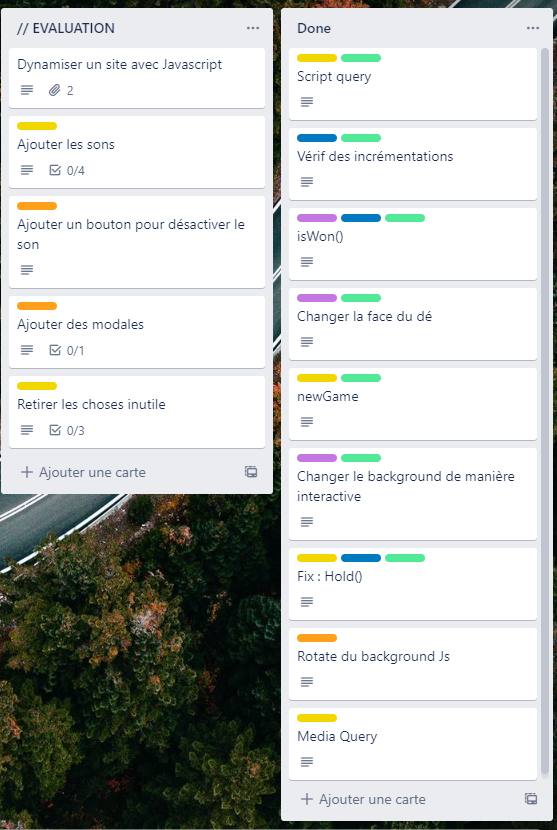 // EVALUATION
Dynamiser un site avec Javascript
2
Ajouter les sons
0/4
Ajouter un bouton pour désactiver le
son
Ajouter des modales
0/1
Retirer les choses inutile
0/3
Ajouter une carte
Done
Script query
Vérif des incrémentations
isWon()
Changer la face du dé
newGame
Changer le background de manière
interactive
Fix : Hold()
Rotate du background Js
Media Query
Ajouter une carte